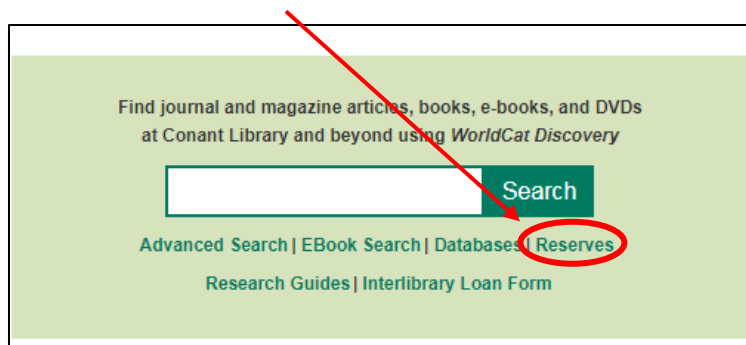 Find journal and magazine articles, books, e-books, and DVDs
at Conant Library and beyond using WorldCat Discovery
Search
Advanced Search | EBook Search | Databases | Reserves
Research Guides | Interlibrary Loan Form